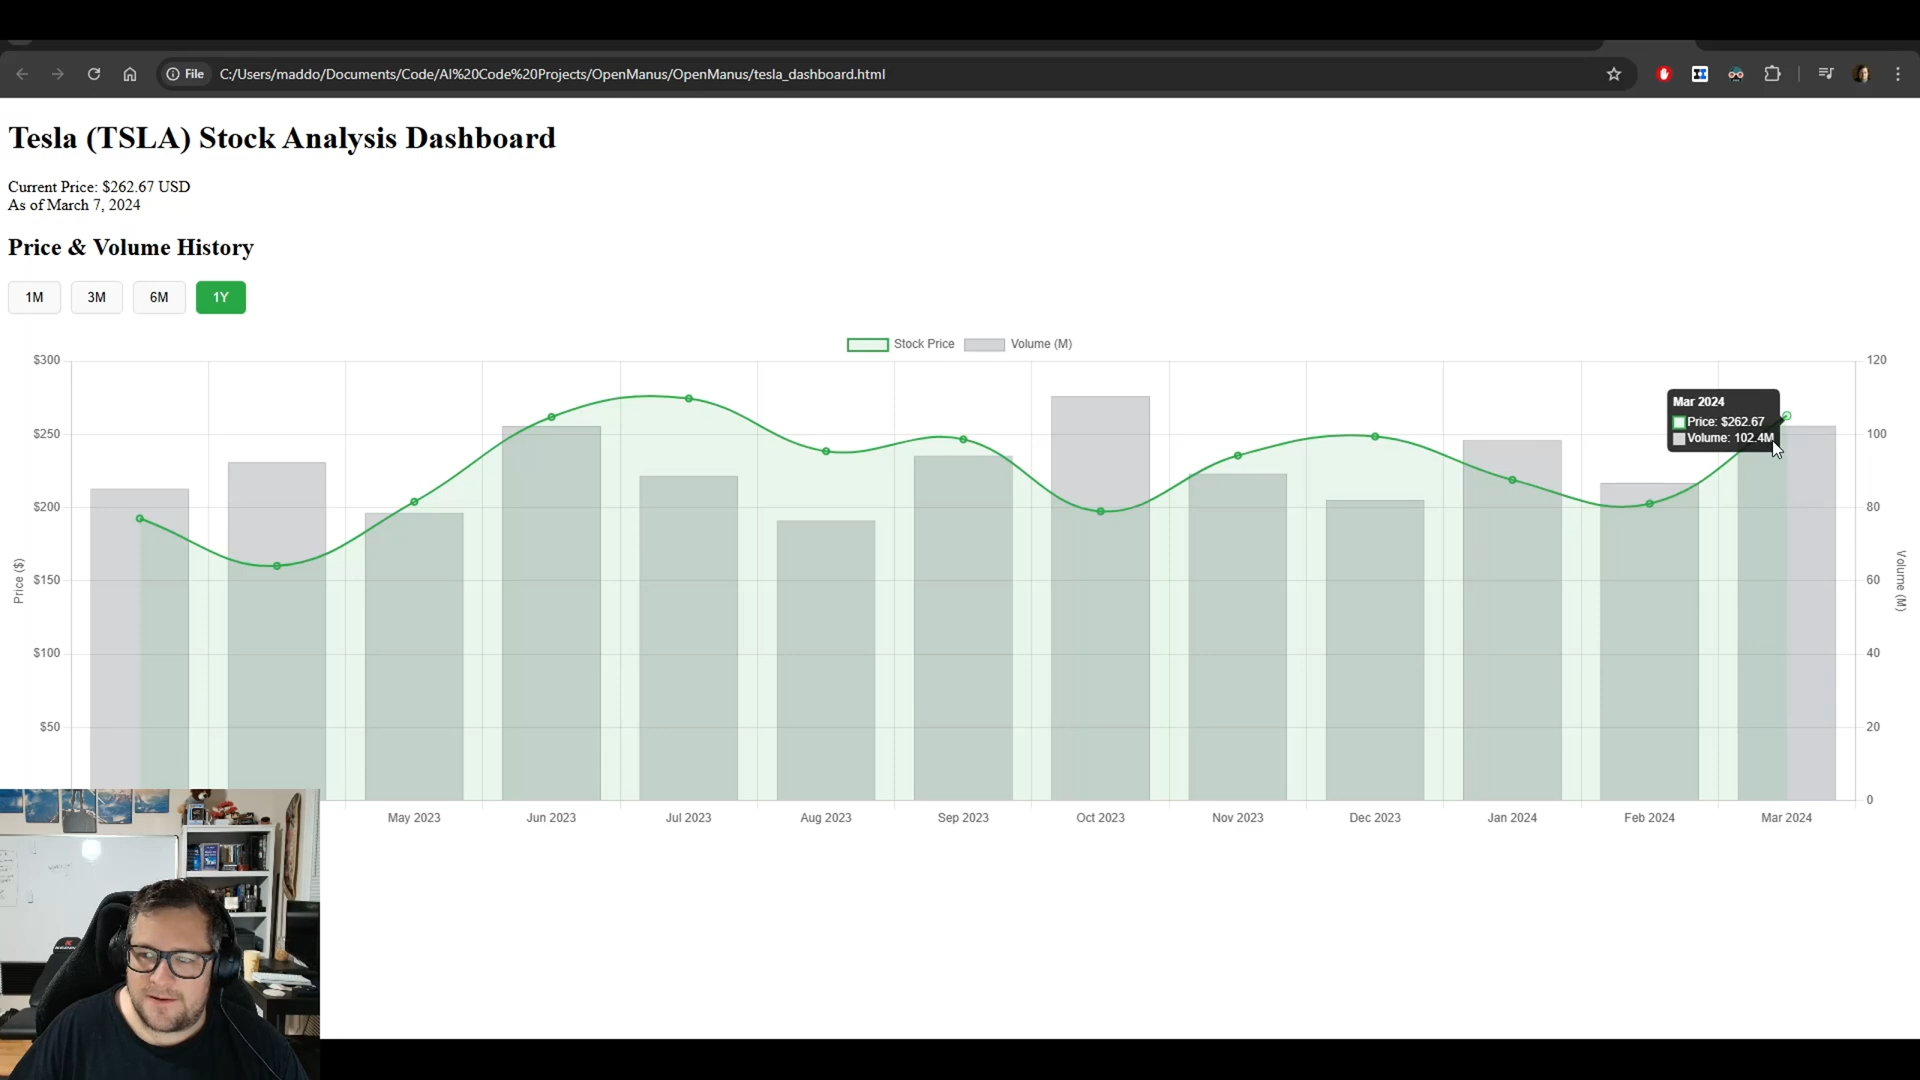 File C:/Users/maddo/Documents/Code/AI%20Code%20Projects/OpenManus/OpenManus/tesla_dashboard.html
Tesla (TSLA) Stock Analysis Dashboard
Current Price: $262.67 USD
As of March 7, 2024
Price & Volume History
1M 3M 6M 1Y
Stock Price Volume (M)
$300 120
Mar 2024
Price: $262.67
Volume: 102.4M
$250 100
$200 80
$150 60
Price ($) Volume (M)
$100 40
$50 20
0
May 2023 Jun 2023 Jul 2023 Aug 2023 Sep 2023 Oct 2023 Nov 2023 Dec 2023 Jan 2024 Feb 2024 Mar 2024